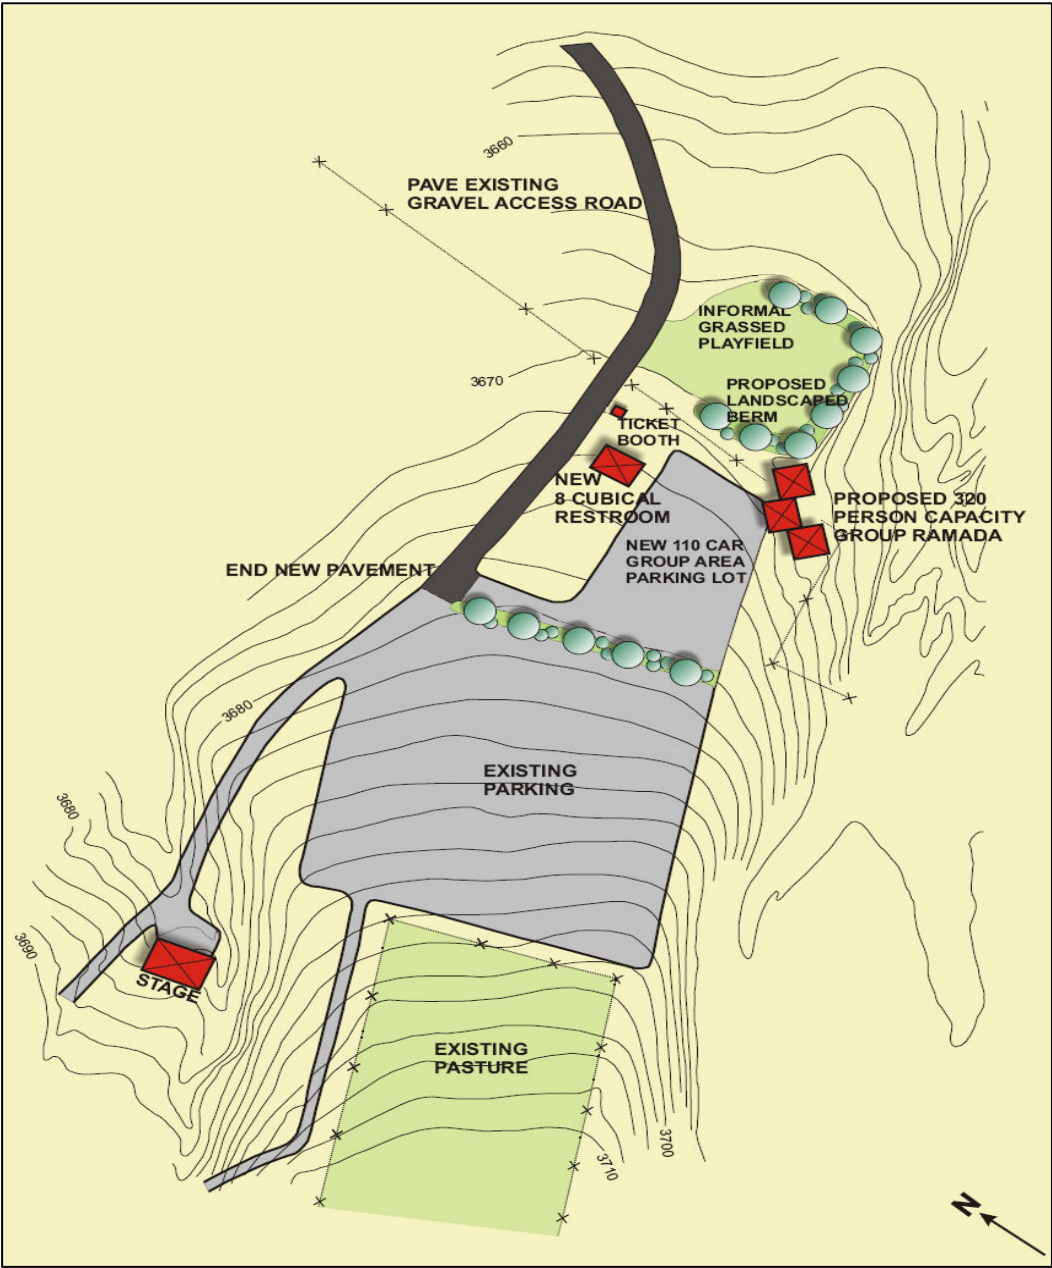 3660
PAVE EXISTING
GRAVEL ACCESS ROAD
INFORMAL
GRASSED
PLAYFIELD
3670
PROPOSED
LANDSCAPED
BERM
TICKET
BOOTH
NEW
8 CUBICAL
RESTROOM
PROPOSED 320
PERSON CAPACITY
GROUP RAMADA
NEW 110 CAR
GROUP AREA
PARKING LOT
END NEW PAVEMENT
3680
EXISTING
PARKING
3680
3690
STAGE
EXISTING
PASTURE
3700
3710
N